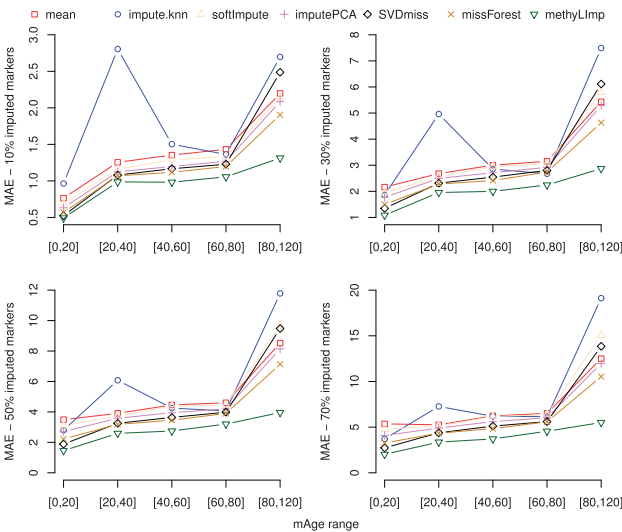 mean impute.knn softImpute imputePCA SVDmiss missForest methyLImp
MAE – 10% imputed markers
3.0
2.5
2.0
1.5
1.0
0.5
[0,20] [20,40] [40,60] [60,80] [80,120]
MAE – 30% imputed markers
8
7
6
5
4
3
2
1
[0,20] [20,40] [40,60] [60,80] [80,120]
MAE – 50% imputed markers
12
10
8
6
4
2
0
[0,20] [20,40] [40,60] [60,80] [80,120]
MAE – 70% imputed markers
20
15
10
5
0
[0,20] [20,40] [40,60] [60,80] [80,120]
mAge range